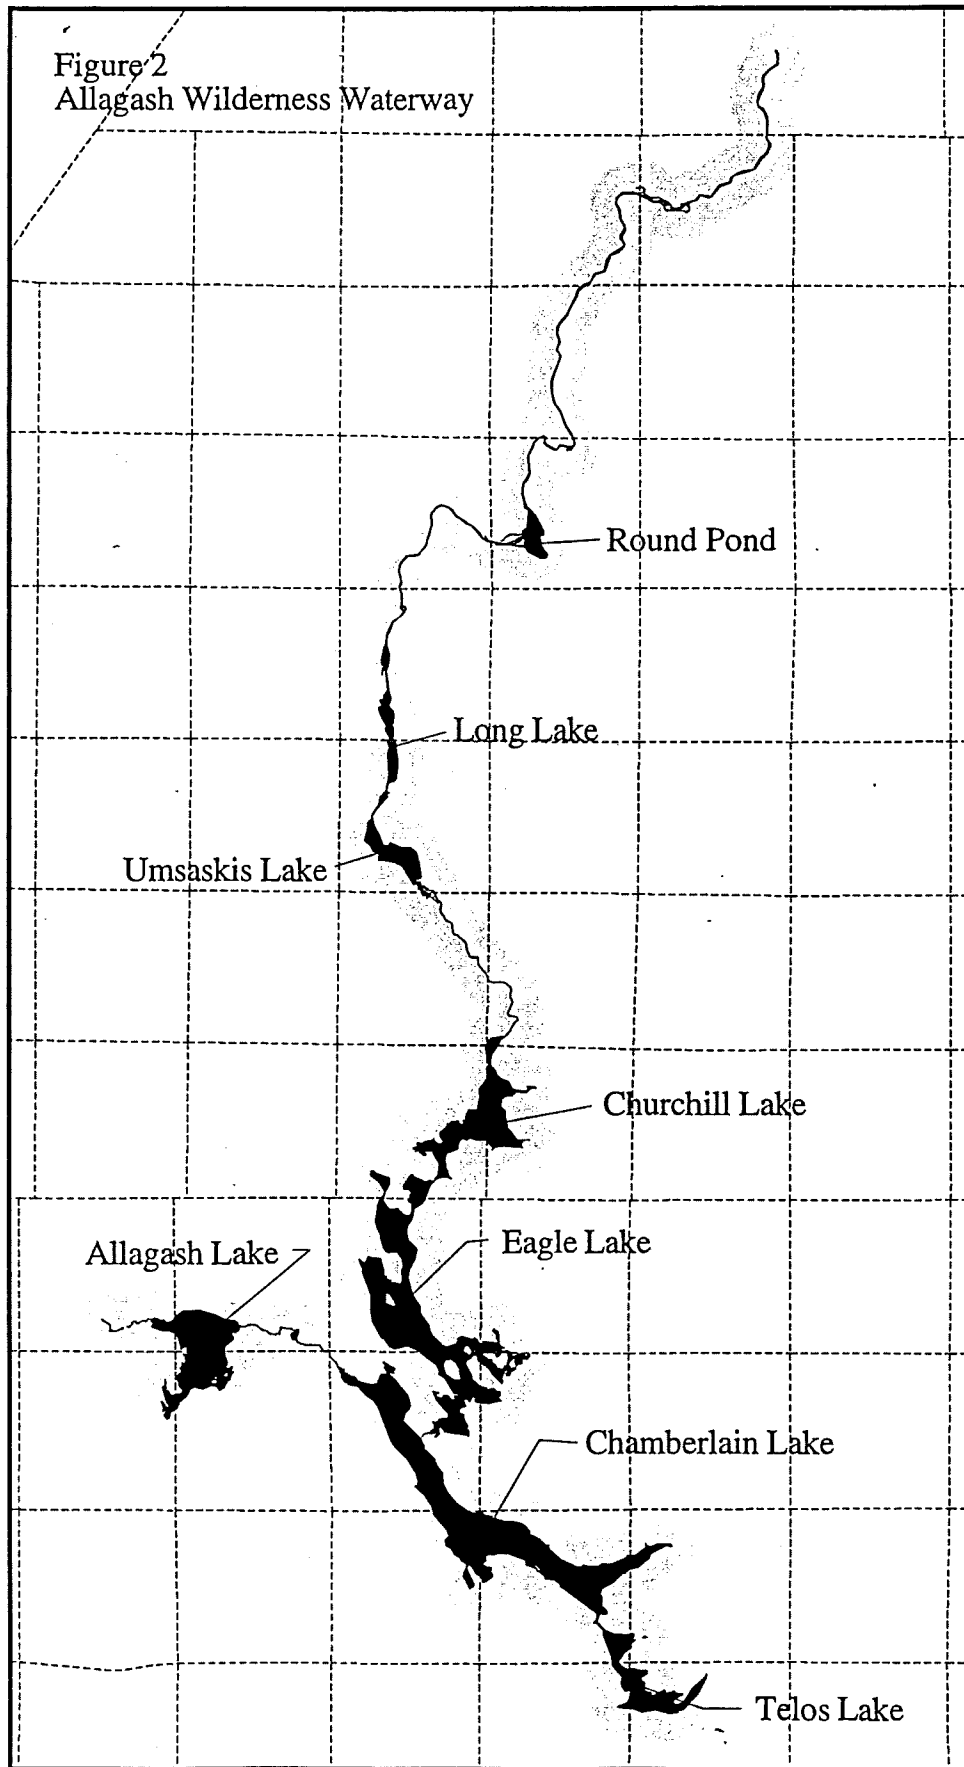 Figure 2
Allagash Wilderness Waterway
Round Pond
Long Lake
Umsaskis Lake
Churchill Lake
Eagle Lake
Allagash Lake
Chamberlain Lake
Telos Lake